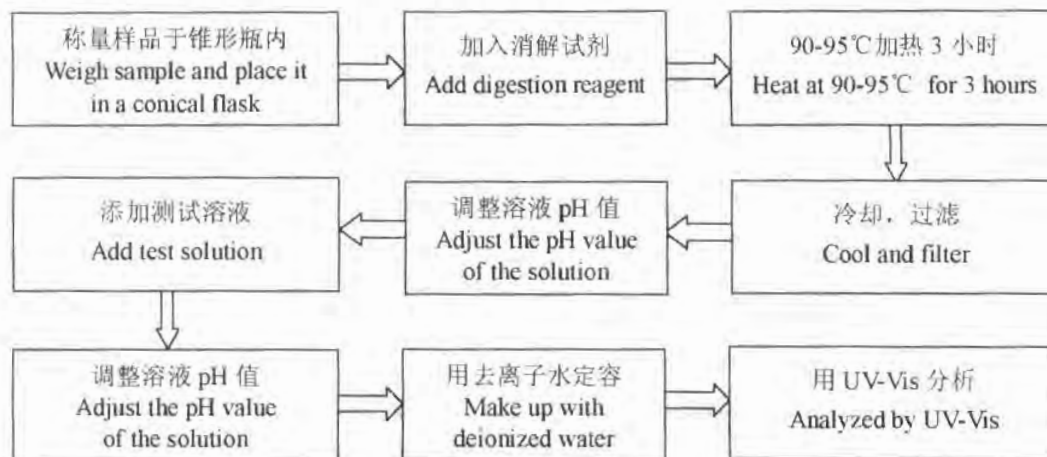 称量样品于锥形瓶内
Weigh sample and place it
in a conical flask
加入消解试剂
Add digestion reagent
90-95℃加热 3 小时
Heat at 90-95℃ for 3 hours
冷却，过滤
Cool and filter
调整溶液 pH 值
Adjust the pH value
of the solution
添加测试溶液
Add test solution
调整溶液 pH 值
Adjust the pH value
of the solution
用去离子水定容
Make up with
deionized water
用 UV-Vis 分析
Analyzed by UV-Vis